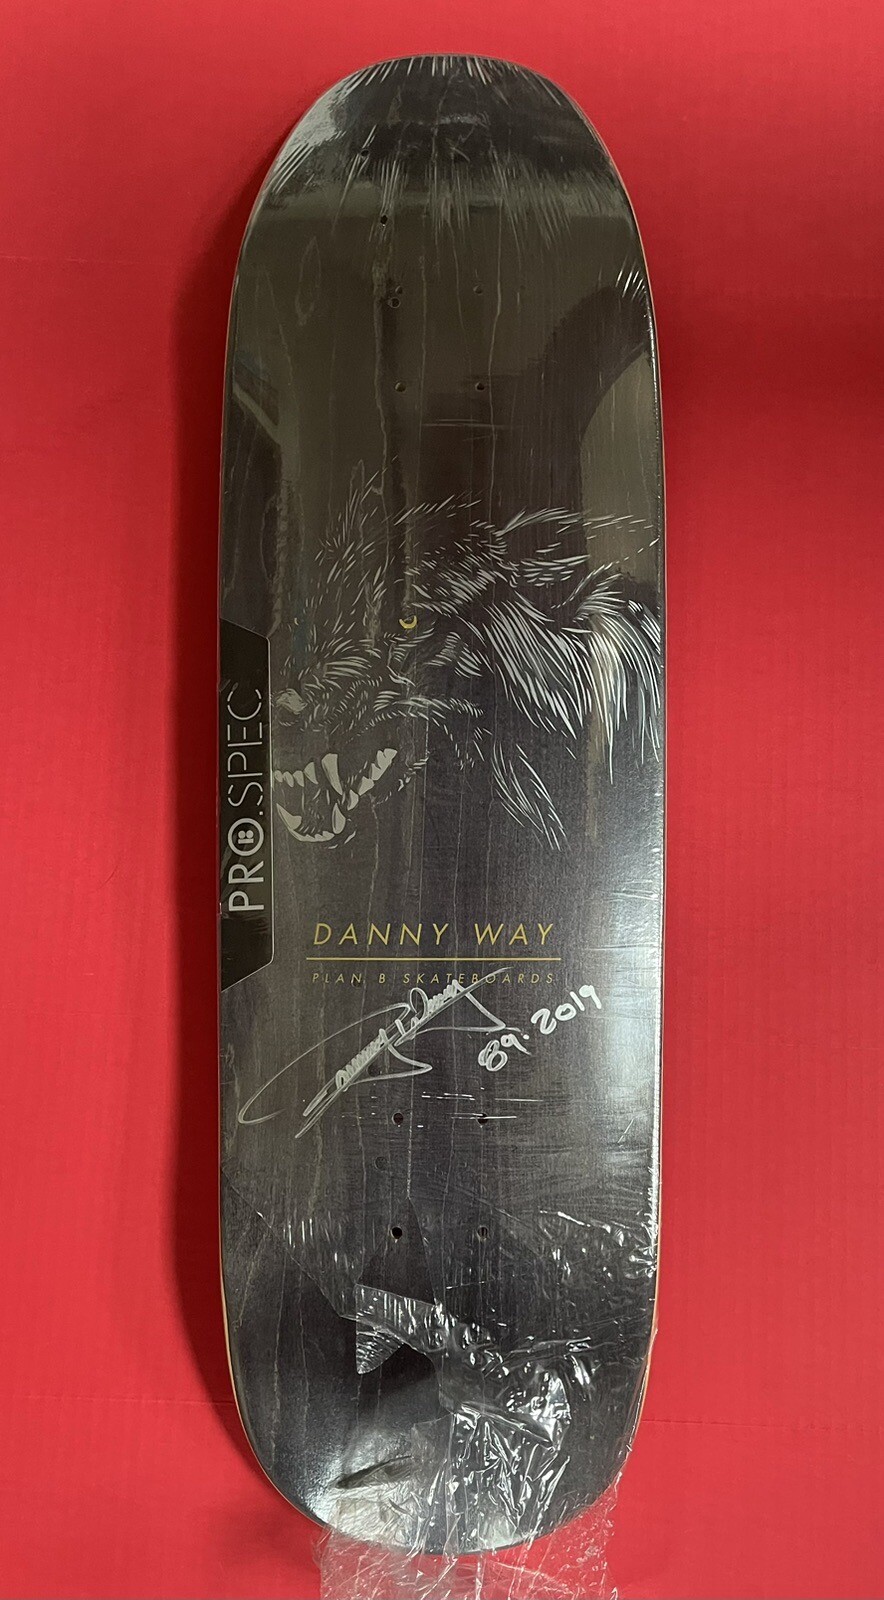 PRO.SPEC
DANNY WAY
PLAN B SKATEBOARDS
89.2019